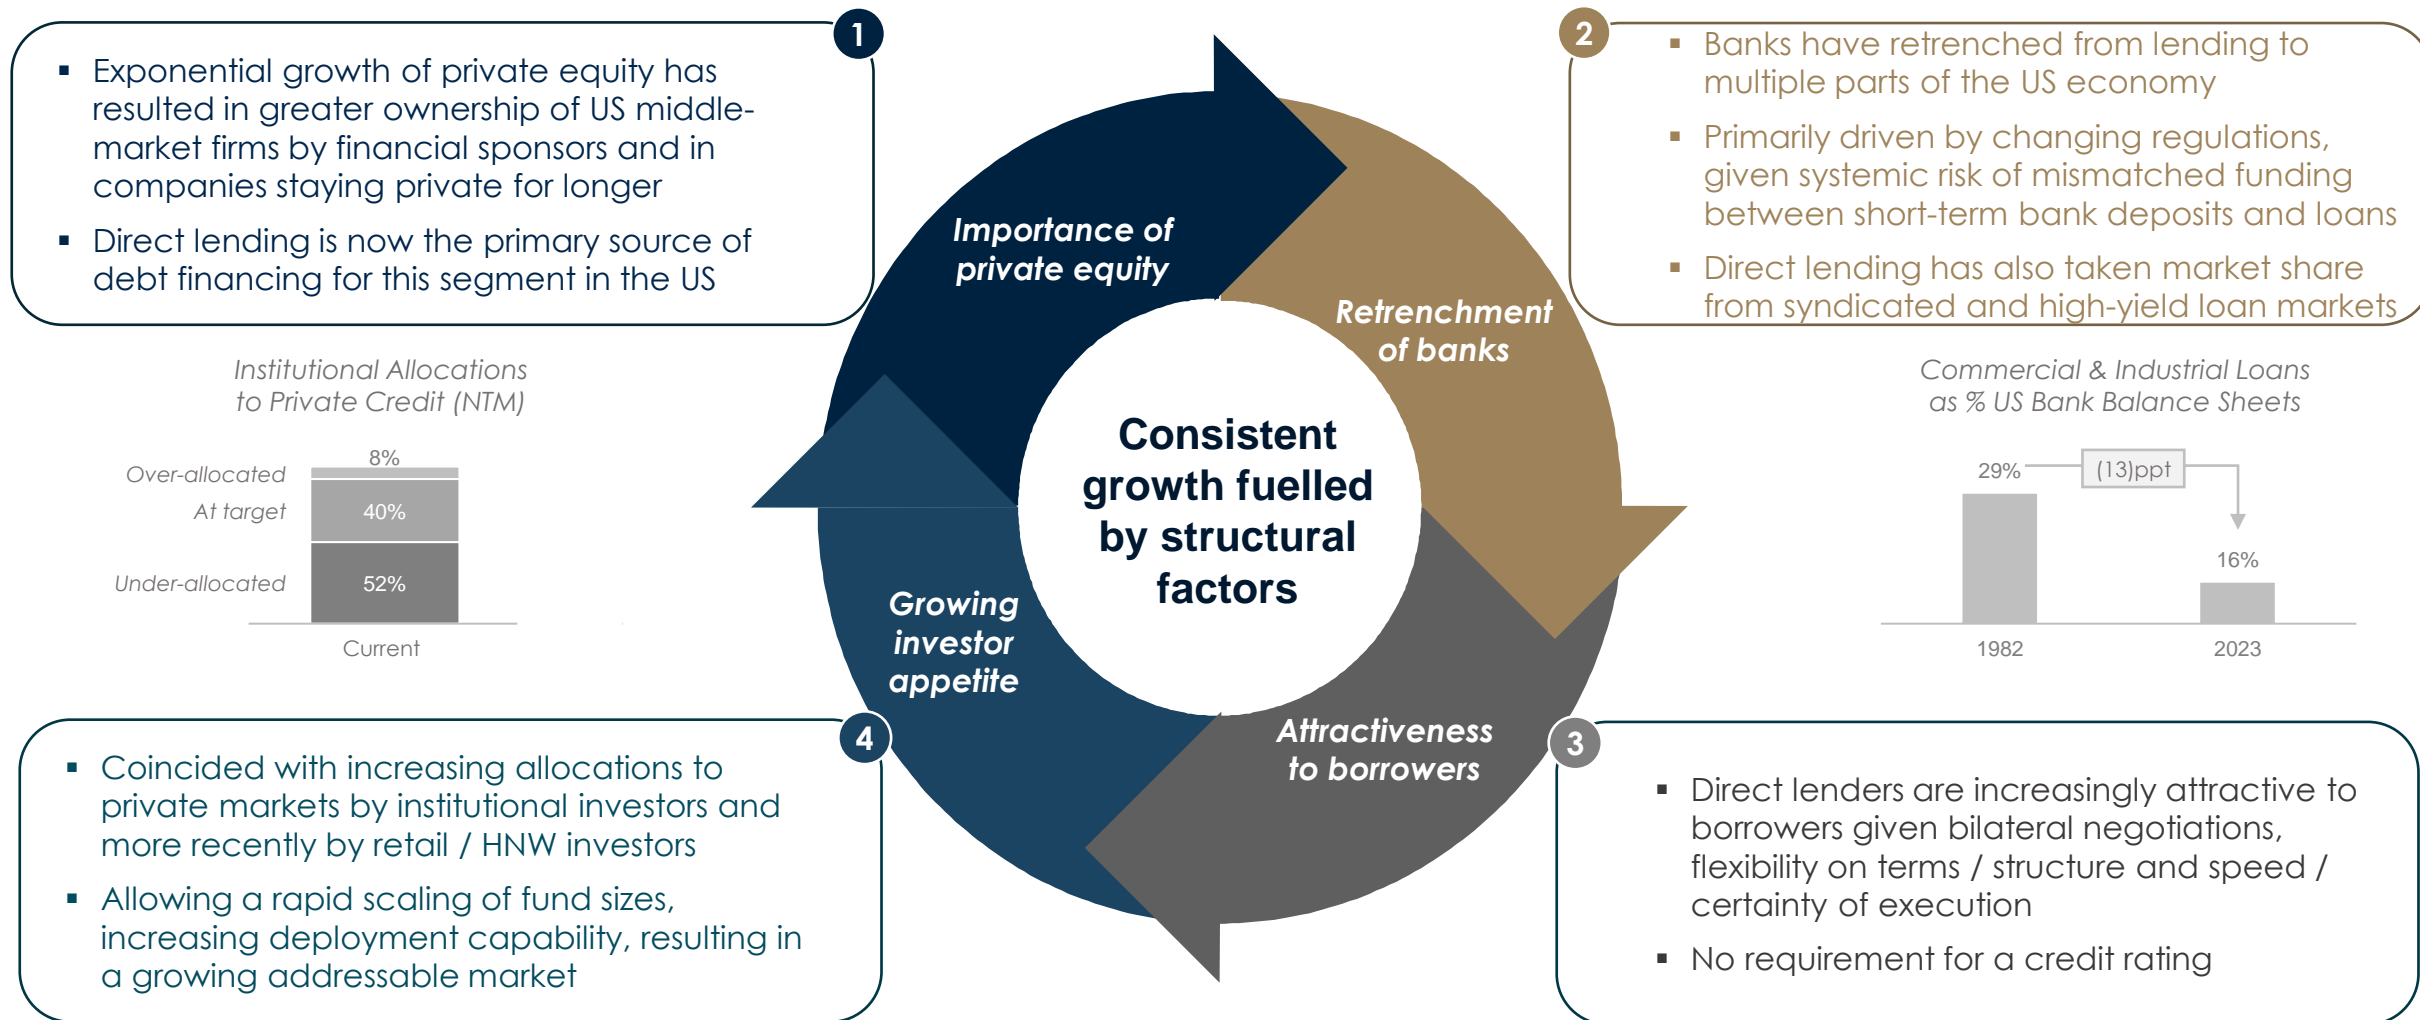 1
▪ Exponential growth of private equity has
resulted in greater ownership of US middle-
market firms by financial sponsors and in
companies staying private for longer
▪ Direct lending is now the primary source of
debt financing for this segment in the US
2
▪ Banks have retrenched from lending to
multiple parts of the US economy
▪ Primarily driven by changing regulations,
given systemic risk of mismatched funding
between short-term bank deposits and loans
▪ Direct lending has also taken market share
from syndicated and high-yield loan markets
Importance of
private equity
Retrenchment
of banks
Consistent
growth fuelled
by structural
factors
Growing
investor
appetite
Attractiveness
to borrowers
Institutional Allocations
to Private Credit (NTM)
8%
Over-allocated
At target
40%
Under-allocated
52%
Current
Commercial & Industrial Loans
as % US Bank Balance Sheets
29%
(13)ppt
16%
1982
2023
4
▪ Coincided with increasing allocations to
private markets by institutional investors and
more recently by retail / HNW investors
▪ Allowing a rapid scaling of fund sizes,
increasing deployment capability, resulting in
a growing addressable market
3
▪ Direct lenders are increasingly attractive to
borrowers given bilateral negotiations,
flexibility on terms / structure and speed /
certainty of execution
▪ No requirement for a credit rating